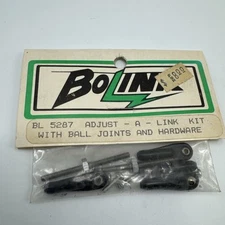 BOLINK
BL 5287 ADJUST - A - LINK KIT
WITH BALL JOINTS AND HARDWARE